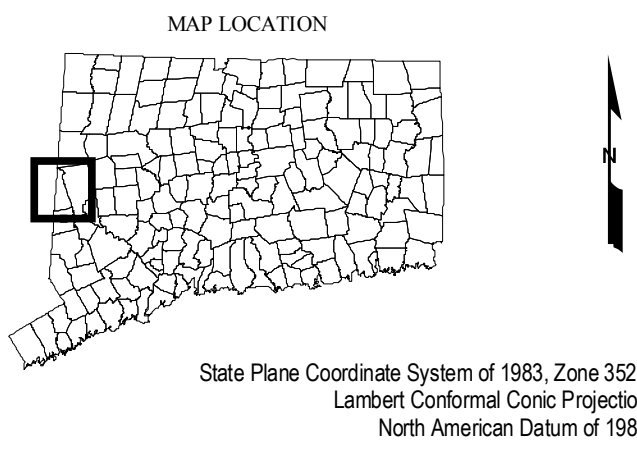 MAP LOCATION
N
State Plane Coordinate System of 1983, Zone 352
Lambert Conformal Conic Projectio
North American Datum of 198